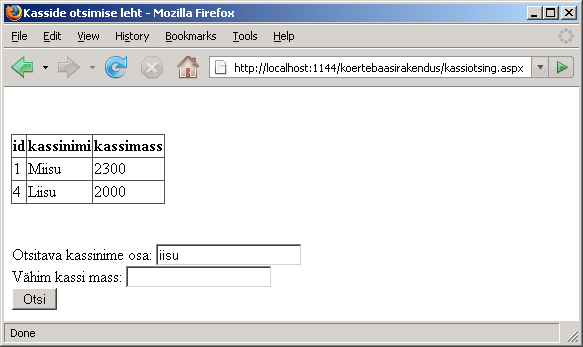 Kasside otsimise leht - Mozilla Firefox
File Edit View History Bookmarks Tools Help
http://localhost:1144/koertebaasirakendus/kassiotsing.aspx
id kassinimi kassimass
1 Miisu 2300
4 Liisu 2000
Otsitava kassinime osa: iisu
Vähim kassi mass:
Otsi
Done